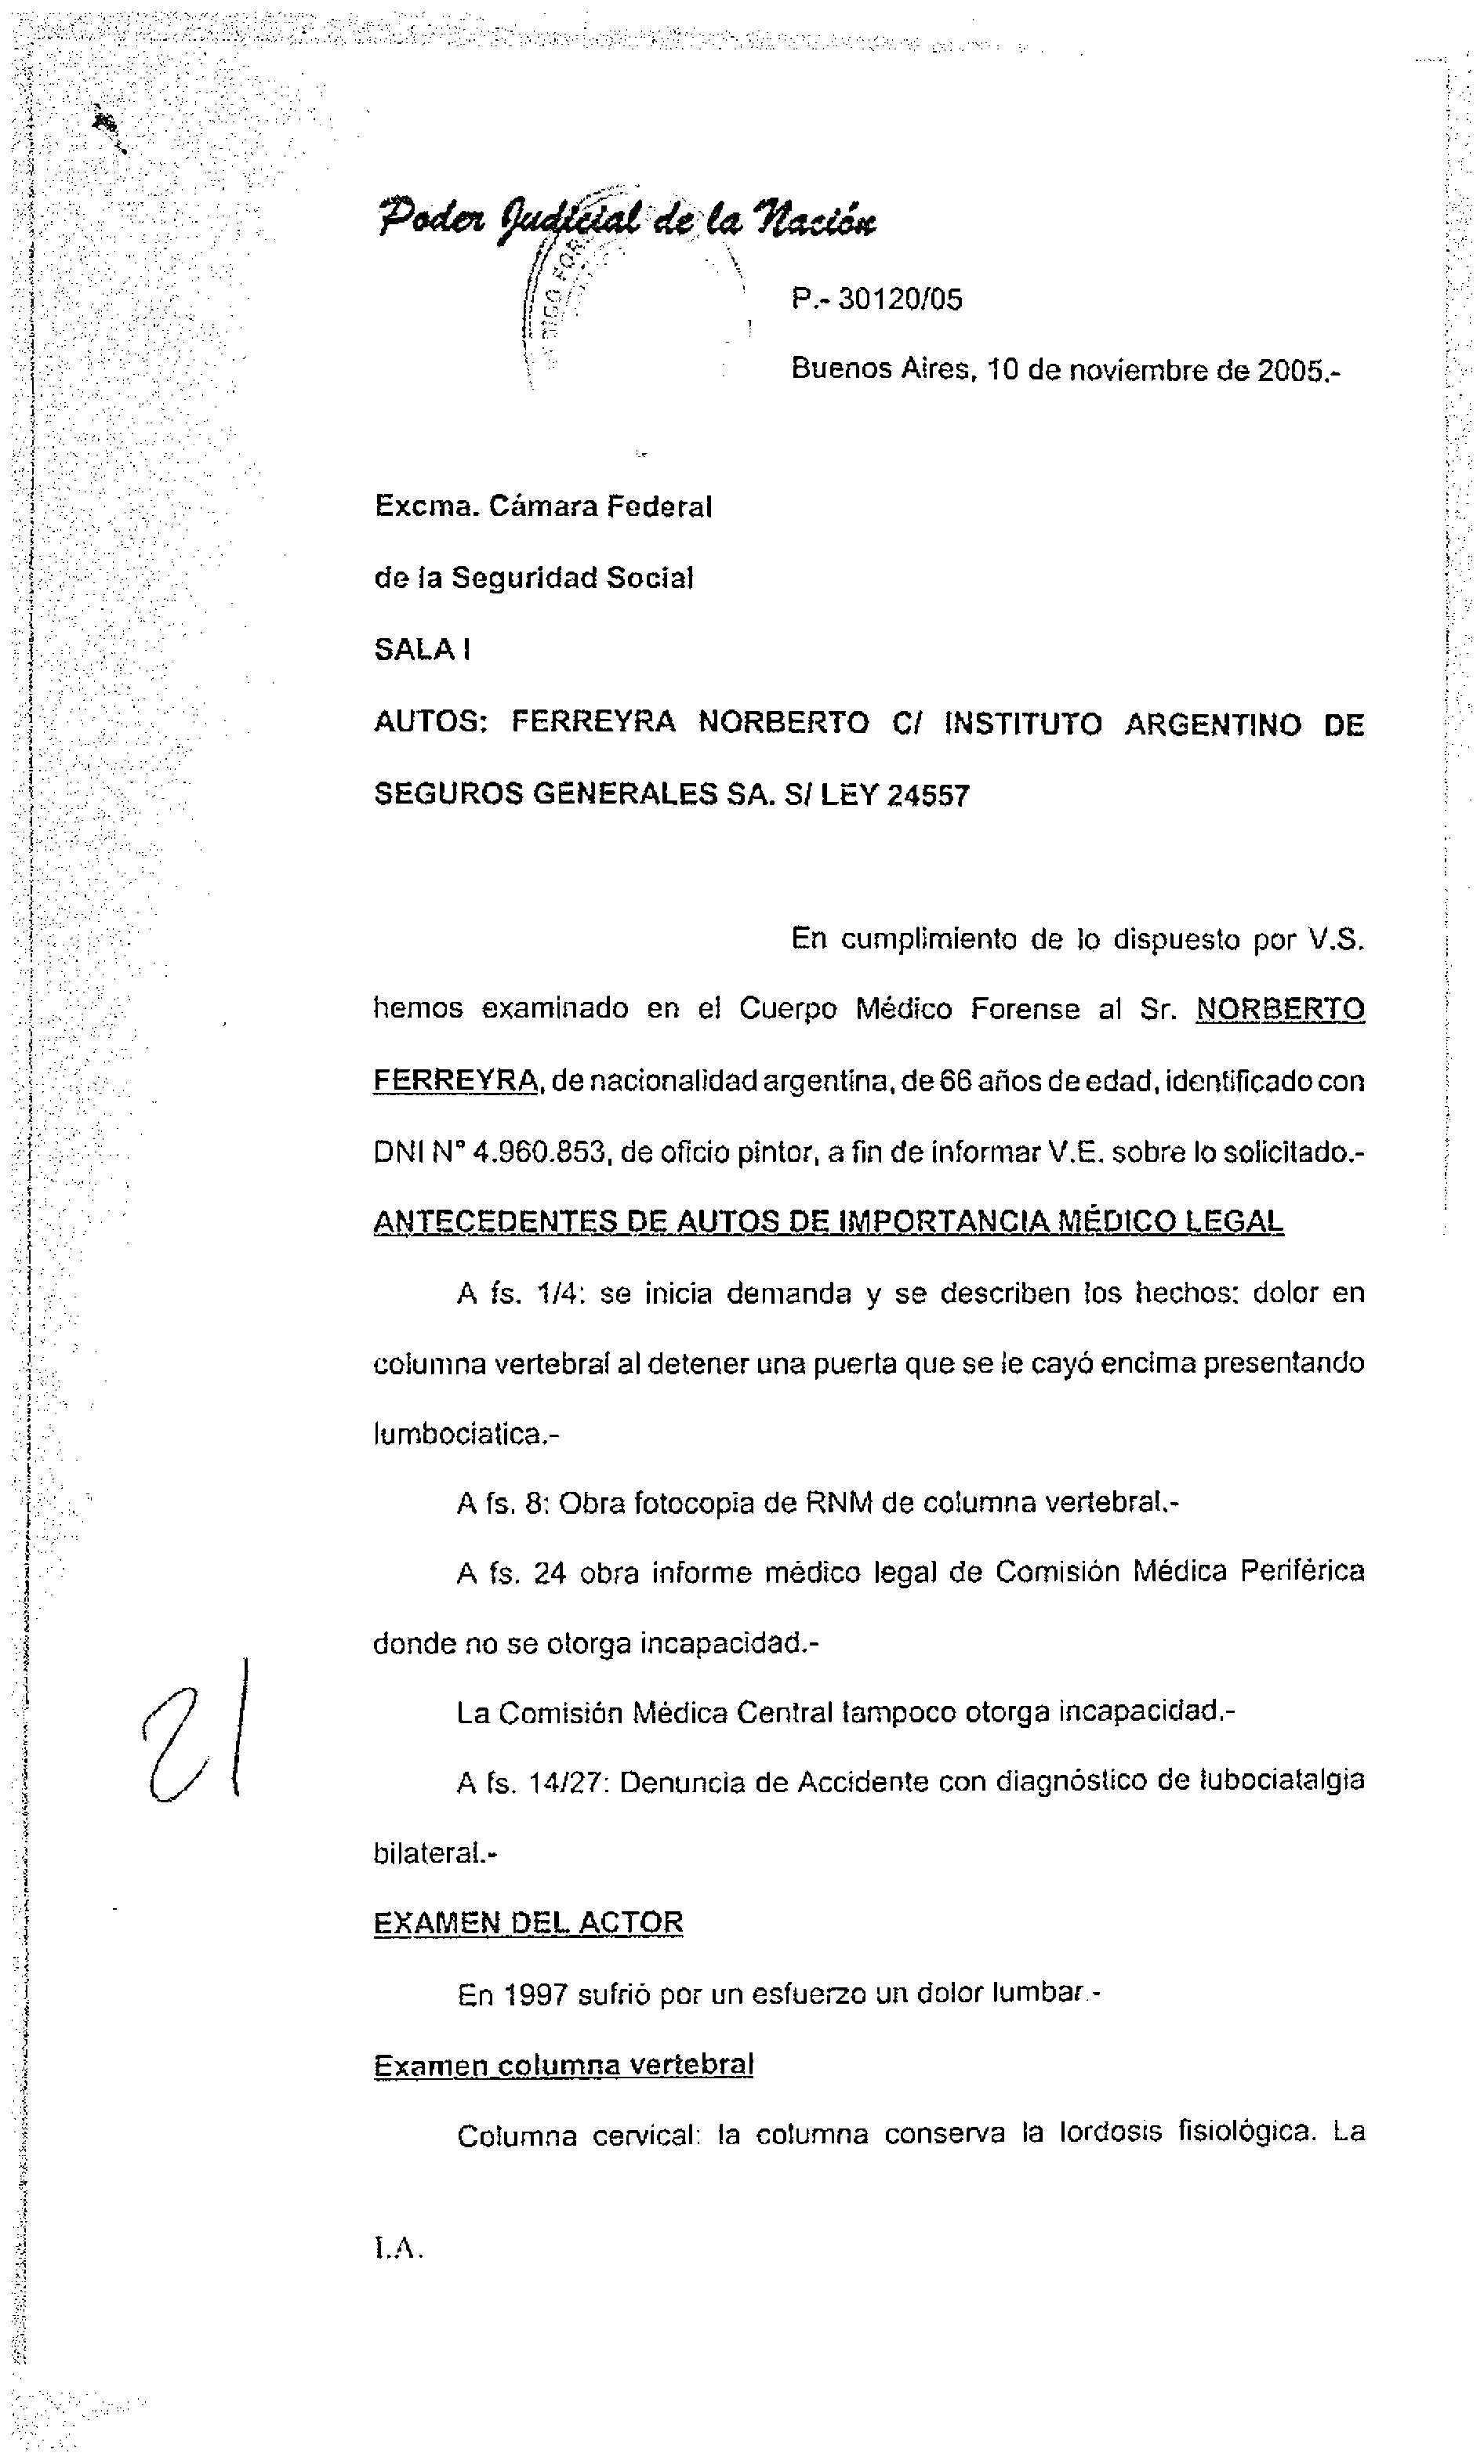 Poder Judicial de la Nación
P.- 30120/05
Buenos Aires, 10 de noviembre de 2005.-
Excma. Cámara Federal
de la Seguridad Social
SALA I
AUTOS: FERREYRA NORBERTO C/ INSTITUTO ARGENTINO DE
SEGUROS GENERALES SA. S/ LEY 24557
En cumplimiento de lo dispuesto por V.S.
hemos examinado en el Cuerpo Médico Forense al Sr. NORBERTO
FERREYRA, de nacionalidad argentina, de 66 años de edad, identificado con
DNI N° 4.960.853, de oficio pintor, a fin de informar V.E. sobre lo solicitado.-
ANTECEDENTES DE AUTOS DE IMPORTANCIA MÉDICO LEGAL
A fs. 1/4: se inicia demanda y se describen los hechos: dolor en
columna vertebral al detener una puerta que se le cayó encima presentando
lumbociatica.-
A fs. 8: Obra fotocopia de RNM de columna vertebral.-
A fs. 24 obra informe médico legal de Comisión Médica Periférica
donde no se otorga incapacidad.-
La Comisión Médica Central tampoco otorga incapacidad.-
A fs. 14/27: Denuncia de Accidente con diagnóstico de lubociatalgia
bilateral.-
EXAMEN DEL ACTOR
En 1997 sufrió por un esfuerzo un dolor lumbar.-
Examen columna vertebral
Columna cervical: la columna conserva la lordosis fisiológica. La
I.A.
21